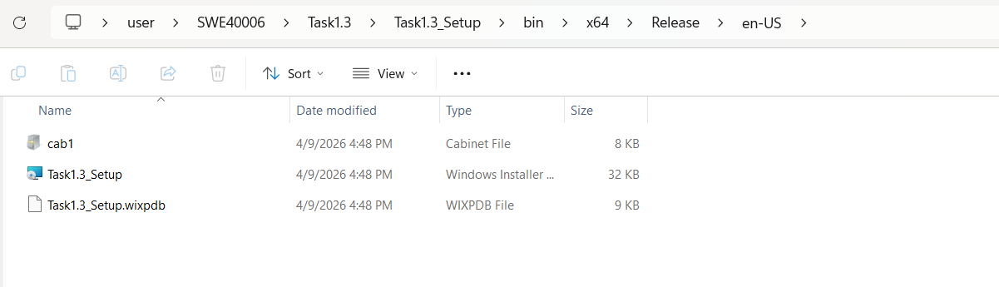 user > SWE40006 > Task1.3 > Task1.3_Setup > bin > x64 > Release > en-US >
Sort View
Name Date modified Type Size
cab1 4/9/2026 4:48 PM Cabinet File 8 KB
Task1.3_Setup 4/9/2026 4:48 PM Windows Installer ... 32 KB
Task1.3_Setup.wixpdb 4/9/2026 4:48 PM WIXPDB File 9 KB